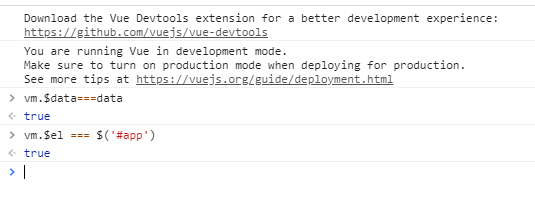 Download the Vue Devtools extension for a better development experience:
https://github.com/vuejs/vue-devtools
You are running Vue in development mode.
Make sure to turn on production mode when deploying for production.
See more tips at https://vuejs.org/guide/deployment.html
> vm.$data===data
< true
> vm.$el === $('#app')
< true
>